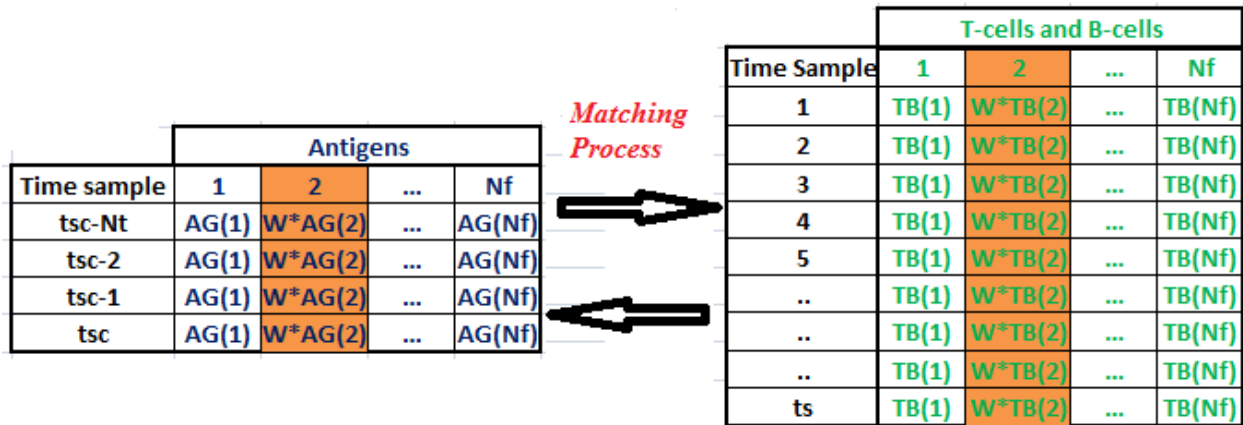 T-cells and B-cells
Time Sample 1 2 ... Nf
1 TB(1) W*TB(2) ... TB(Nf)
2 TB(1) W*TB(2) ... TB(Nf)
3 TB(1) W*TB(2) ... TB(Nf)
4 TB(1) W*TB(2) ... TB(Nf)
5 TB(1) W*TB(2) ... TB(Nf)
.. TB(1) W*TB(2) ... TB(Nf)
.. TB(1) W*TB(2) ... TB(Nf)
.. TB(1) W*TB(2) ... TB(Nf)
ts TB(1) W*TB(2) ... TB(Nf)
Matching
Process
Antigens
Time sample 1 2 ... Nf
tsc-Nt AG(1) W*AG(2) ... AG(Nf)
tsc-2 AG(1) W*AG(2) ... AG(Nf)
tsc-1 AG(1) W*AG(2) ... AG(Nf)
tsc AG(1) W*AG(2) ... AG(Nf)